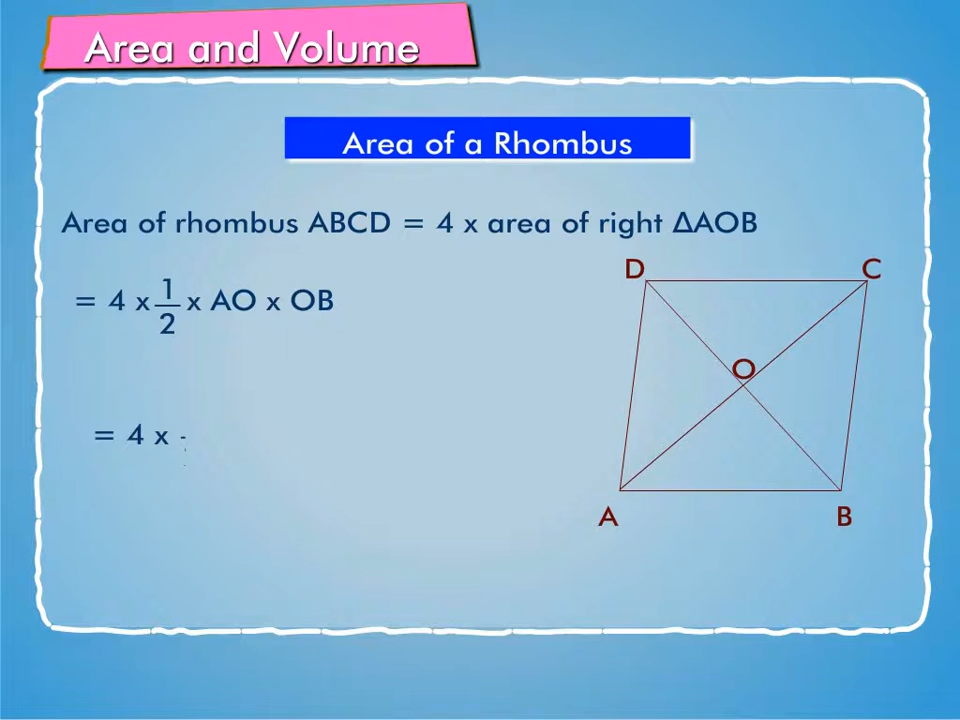 Area and Volume
Area of a Rhombus
Area of rhombus ABCD = 4 x area of right ΔAOB
= 4 x 1/2 x AO x OB
= 4 x
D C
O
A B